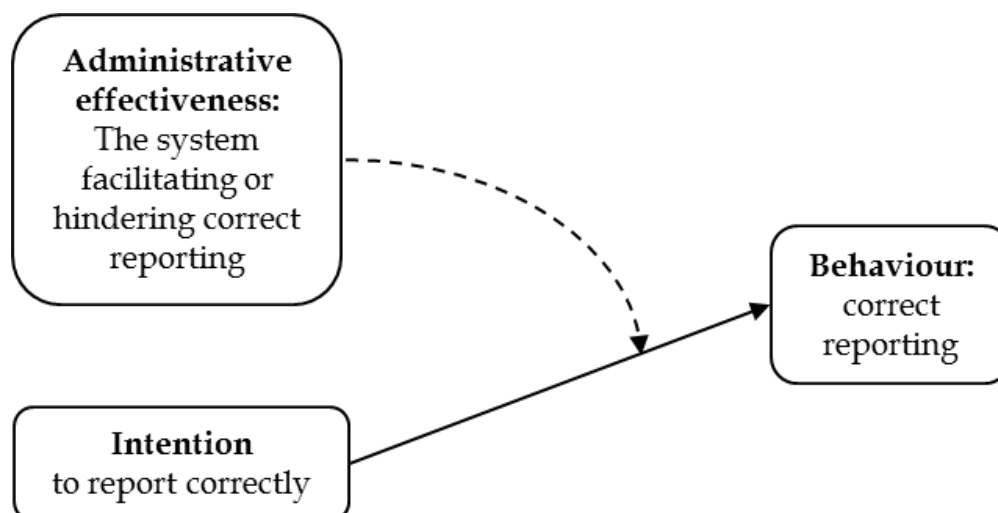 Administrative
effectiveness:
The system
facilitating or
hindering correct
reporting
Behaviour:
correct
reporting
Intention
to report correctly